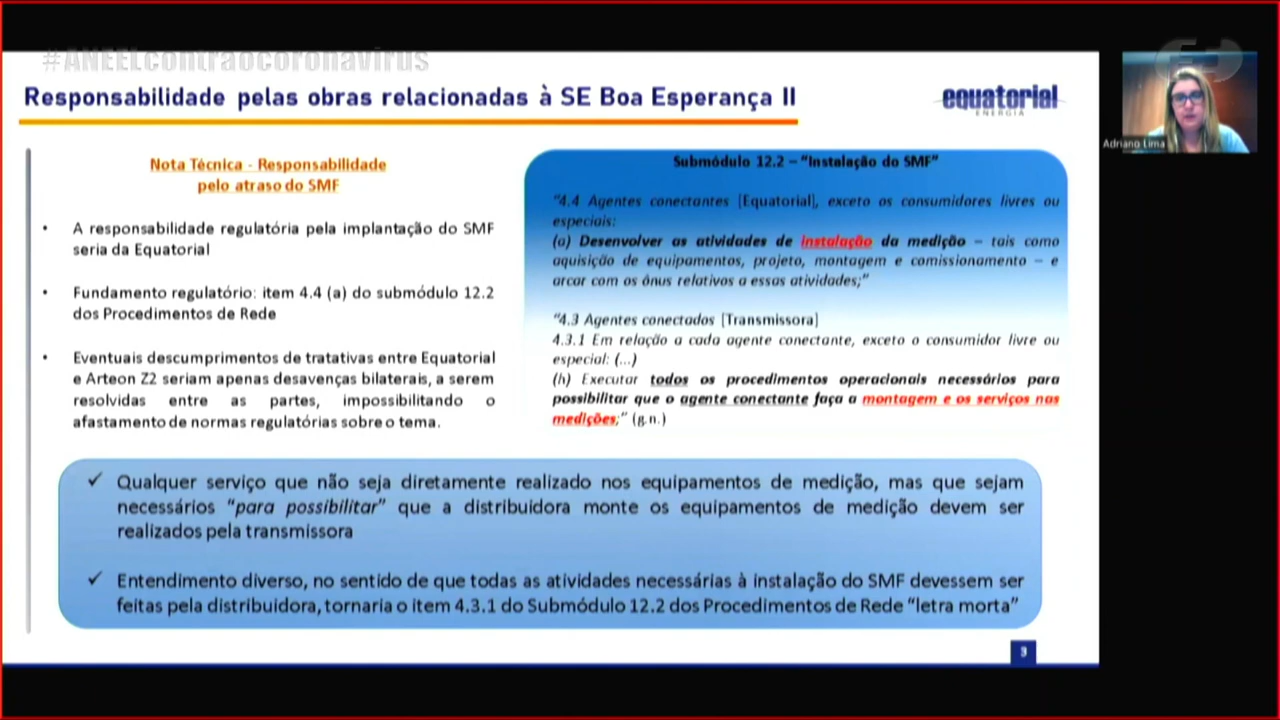 #ANEELcontraocoronavirus
Responsabilidade pelas obras relacionadas à SE Boa Esperança II
equatorial
ENERGIA
Adriano Lima
Nota Técnica - Responsabilidade
pelo atraso do SMF
• A responsabilidade regulatória pela implantação do SMF
seria da Equatorial
• Fundamento regulatório: item 4.4 (a) do submódulo 12.2
dos Procedimentos de Rede
• Eventuais descumprimentos de tratativas entre Equatorial
e Arteon Z2 seriam apenas desavenças bilaterais, a serem
resolvidas entre as partes, impossibilitando o
afastamento de normas regulatórias sobre o tema.
Submódulo 12.2 – “Instalação do SMF”
“4.4 Agentes conectantes [Equatorial], exceto os consumidores livres ou
especiais:
(a) Desenvolver as atividades de instalação da medição – tais como
aquisição de equipamentos, projeto, montagem e comissionamento – e
arcar com os ônus relativos a essas atividades;”
“4.3 Agentes conectados [Transmissora]
4.3.1 Em relação a cada agente conectante, exceto o consumidor livre ou
especial: (...)
(h) Executar todos os procedimentos operacionais necessários para
possibilitar que o agente conectante faça a montagem e os serviços nas
medições;” (g.n.)
✓ Qualquer serviço que não seja diretamente realizado nos equipamentos de medição, mas que sejam
necessários “para possibilitar” que a distribuidora monte os equipamentos de medição devem ser
realizados pela transmissora
✓ Entendimento diverso, no sentido de que todas as atividades necessárias à instalação do SMF devessem ser
feitas pela distribuidora, tornaria o item 4.3.1 do Submódulo 12.2 dos Procedimentos de Rede “letra morta”
9